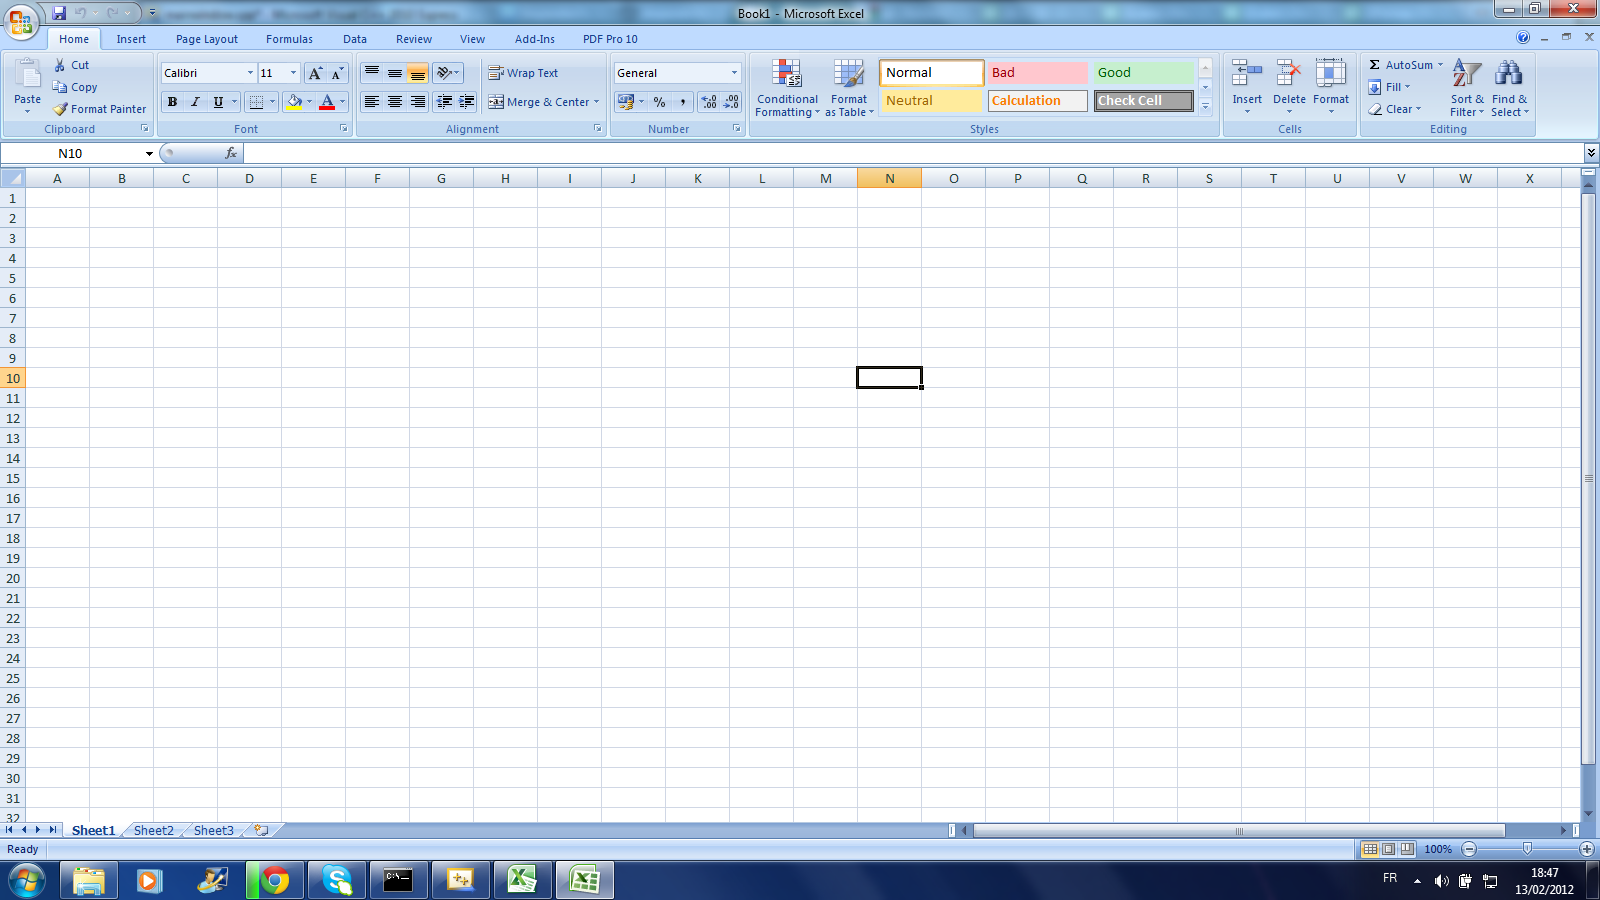 Book1 - Microsoft Excel
Home Insert Page Layout Formulas Data Review View Add-Ins PDF Pro 10
Paste Cut Copy Format Painter Clipboard
Calibri 11 A A B I U A Font
Wrap Text Merge & Center Alignment
General % , .00 .00 Number
Conditional Formatting Format as Table Normal Bad Good Neutral Calculation Check Cell Styles
Insert Delete Format Cells
Σ AutoSum Fill Clear Sort & Filter Find & Select Editing
N10 fx
A B C D E F G H I J K L M N O P Q R S T U V W X
1
2
3
4
5
6
7
8
9
10
11
12
13
14
15
16
17
18
19
20
21
22
23
24
25
26
27
28
29
30
31
32
Sheet1 Sheet2 Sheet3
Ready 100%
C:\ FR 18:47
13/02/2012